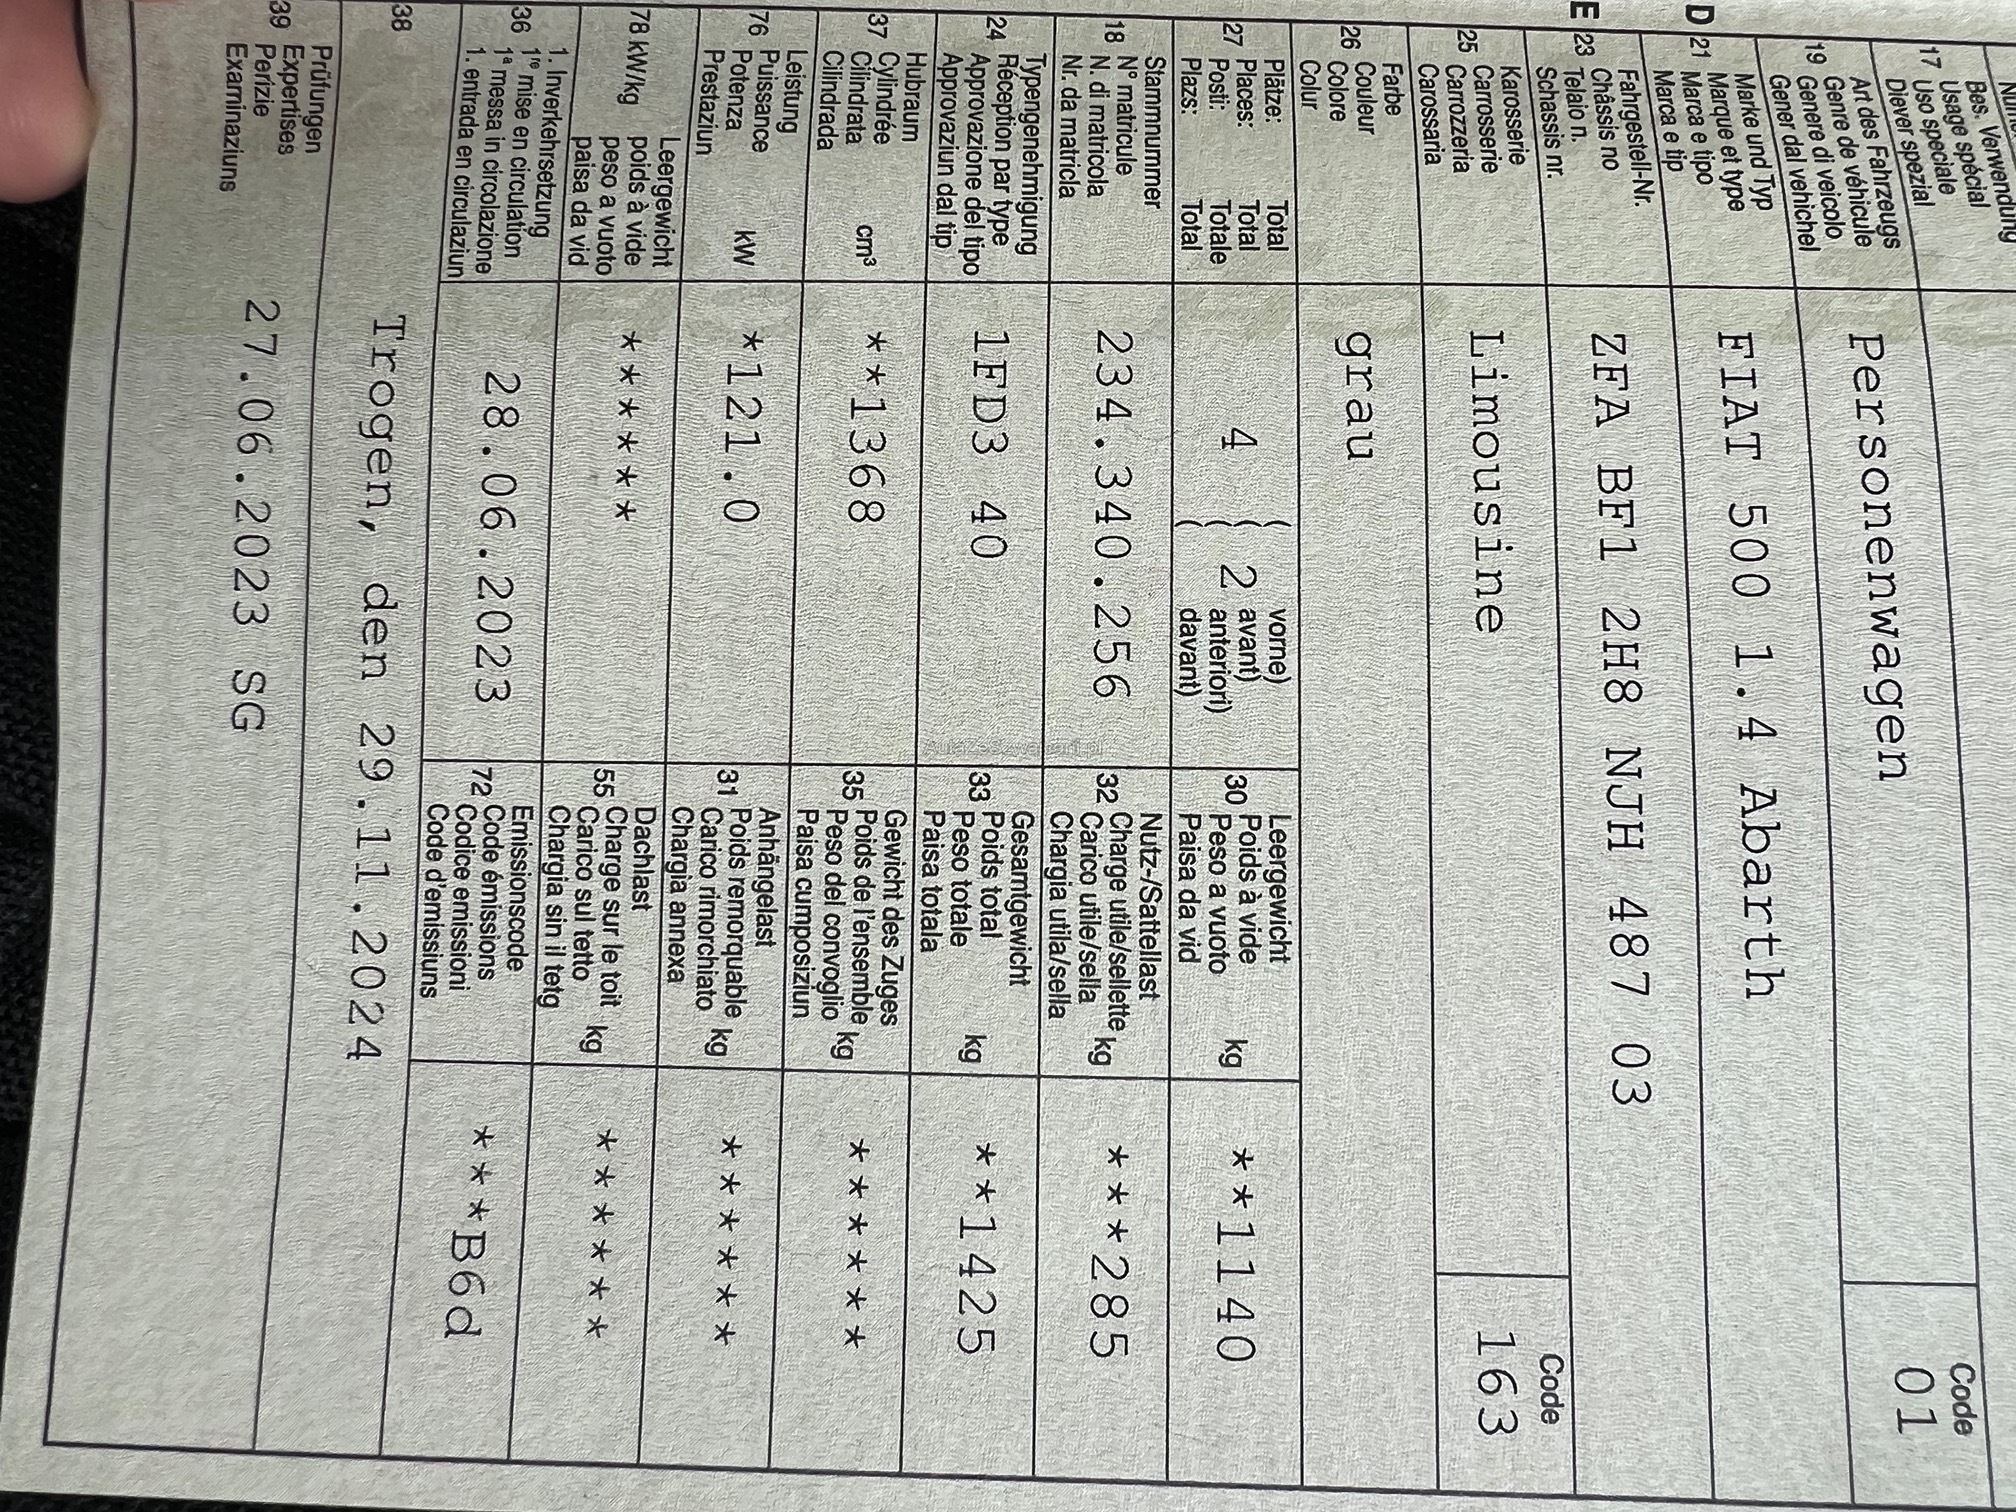 Bes. Verwendung
Usage spécial
17 Uso speciale
Diever spezial
Art des Fahrzeugs
Genre de véhicule
19 Genere di veicolo
Gener dal vehichel
Personenwagen
Code
01
Marke und Typ
D 21 Marque et type
Marca e tipo
Marca e tip
FIAT 500 1.4 Abarth
Fahrgestell-Nr.
E 23 Châssis no
Telaio n.
Schassis nr.
ZFA BF1 2H8 NJH 487 03
Karosserie
25 Carrosserie
Carrozzeria
Carossaria
Limousine
Code
163
Farbe
26 Couleur
Colore
Colur
grau
Plätze: Total
27 Places: Total
Posti: Totale
Plazs: Total
4
( vorne)
( 2 avant)
( anteriori)
( davant)
Leergewicht
30 Poids à vide
Peso a vuoto kg
Paisa da vid
**1140
Stammnummer
18 N° matricule
N. di matricola
Nr. da matricla
234.340.256
Nutz-/Sattellast
32 Charge utile/sellette
Carico utile/sella kg
Chargia utila/sella
***285
Typengenehmigung
24 Réception par type
Approvazione del tipo
Approvaziun dal tip
1FD3 40
Gesamtgewicht
33 Poids total
Peso totale kg
Paisa totala
**1425
Hubraum
37 Cylindrée
Cilindrata cm³
Cilindrada
**1368
Gewicht des Zuges
35 Poids de l'ensemble
Peso del convoglio kg
Paisa cumposiziun
******
Leistung
76 Puissance
Potenza kW
Prestaziun
*121.0
Anhängelast
31 Poids remorquable
Carico rimorchiato kg
Chargia annexa
******
Leergewicht
78 kW/kg poids à vide
peso a vuoto
paisa da vid
*****
Dachlast
55 Charge sur le toit
Carico sul tetto kg
Chargia sin il tetg
******
1. Inverkehrsetzung
36 1re mise en circulation
1a messa in circolazione
1. entrada en circulaziun
28.06.2023
Emissionscode
72 Code émissions
Codice emissioni
Code d'emissiuns
***B6d
38
Trogen, den 29.11.2024
Prüfungen
39 Expertises
Perizie
Examinaziuns
27.06.2023 SG